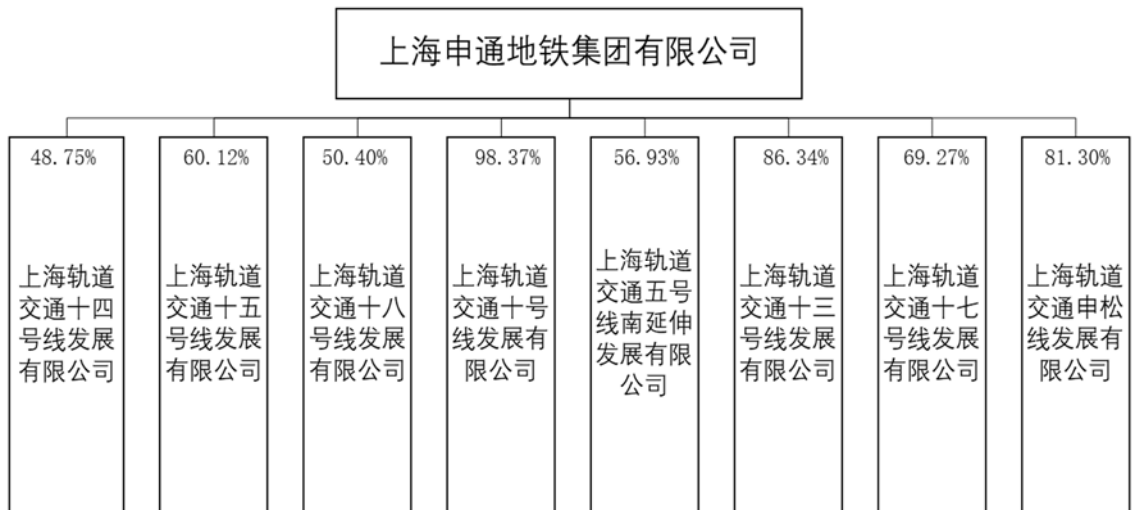 上海申通地铁集团有限公司
48.75%
上海轨道
交通十四
号线发展
有限公司
60.12%
上海轨道
交通十五
号线发展
有限公司
50.40%
上海轨道
交通十八
号线发展
有限公司
98.37%
上海轨道
交通十号
线发展有
限公司
56.93%
上海轨道
交通五号
线南延伸
发展有限
公司
86.34%
上海轨道
交通十三
号线发展
有限公司
69.27%
上海轨道
交通十七
号线发展
有限公司
81.30%
上海轨道
交通申松
线发展有
限公司